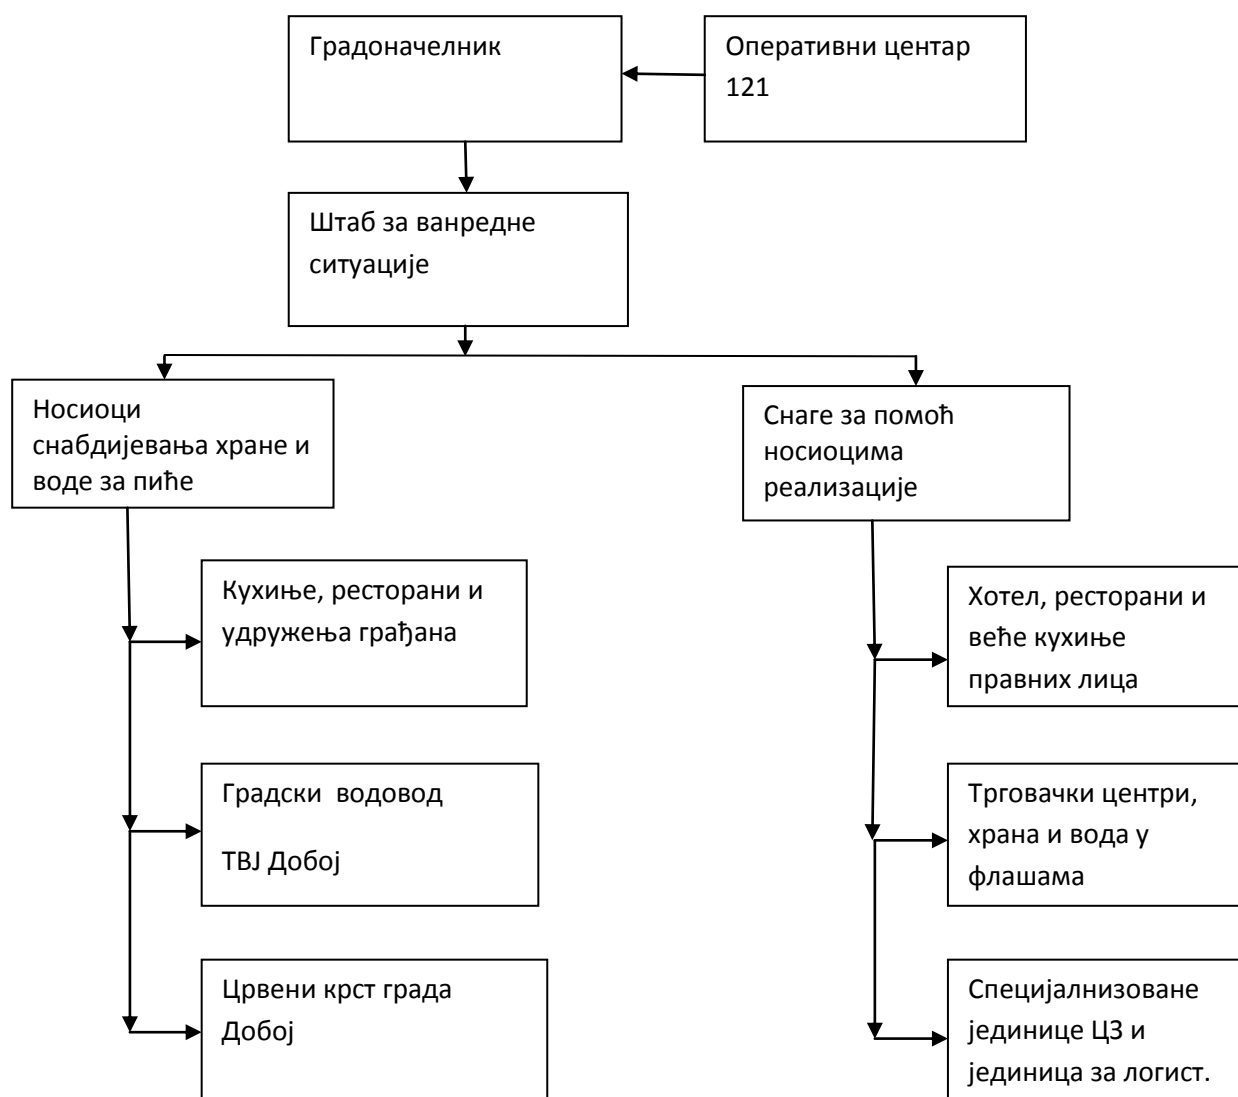 Градоначелник
Оперативни центар
121
Штаб за ванредне
ситуације
Носиоци
снабдијевања хране и
воде за пиће
Снаге за помоћ
носиоцима
реализације
Кухиње, ресторани и
удружења грађана
Хотел, ресторани и
веће кухиње
правних лица
Градски  водовод
ТВЈ Добој
Трговачки центри,
храна и вода у
флашама
Црвени крст града
Добој
Специјалнизоване
јединице ЦЗ и
јединица за логист.